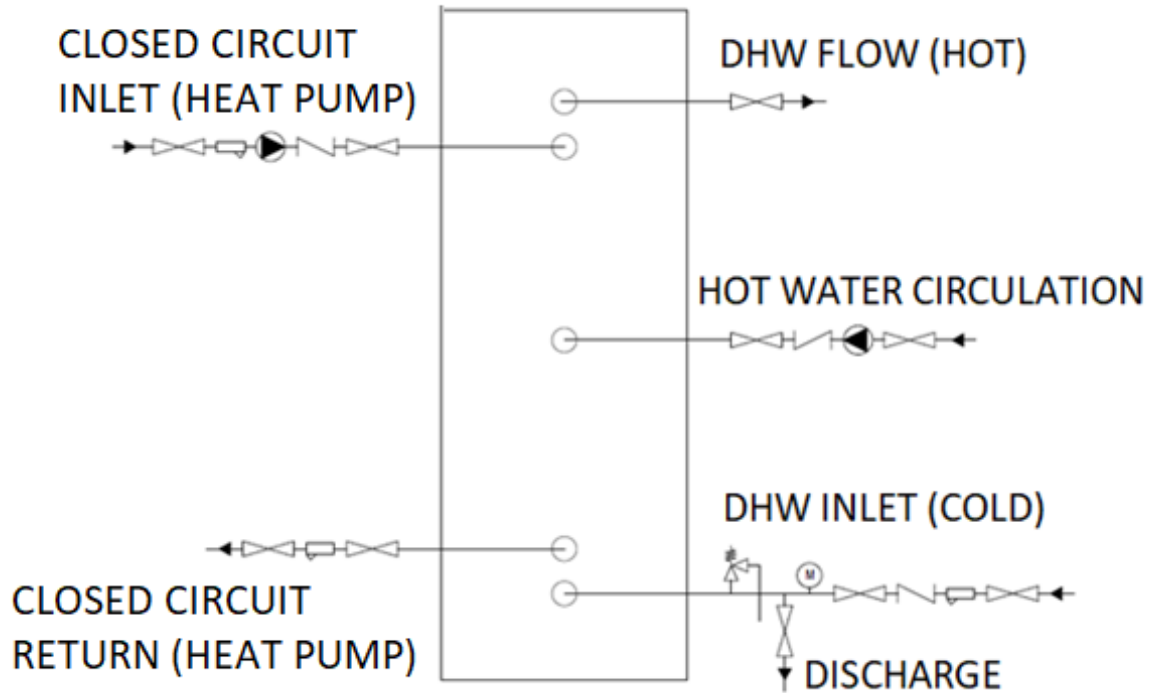 CLOSED CIRCUIT
INLET (HEAT PUMP)
DHW FLOW (HOT)
HOT WATER CIRCULATION
DHW INLET (COLD)
M
CLOSED CIRCUIT
RETURN (HEAT PUMP)
DISCHARGE